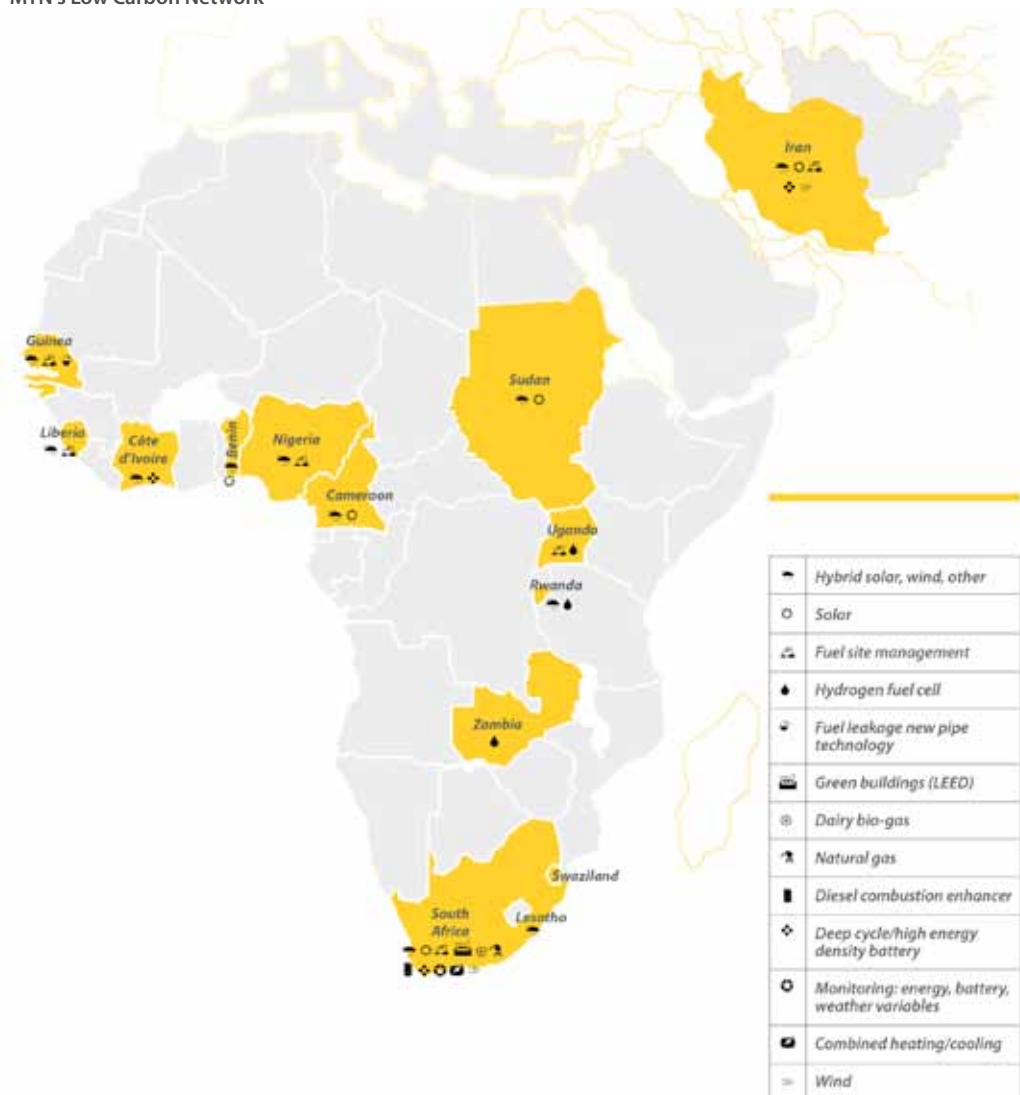 MTN's Low Carbon Network
Iran
Guinea
Sudan
Liberia
Côte
d'Ivoire
Benin
Nigeria
Cameroon
Uganda
Rwanda
Zambia
Swaziland
South
Africa
Lesotho
Hybrid solar, wind, other
Solar
Fuel site management
Hydrogen fuel cell
Fuel leakage new pipe
technology
Green buildings (LEED)
Dairy bio-gas
Natural gas
Diesel combustion enhancer
Deep cycle/high energy
density battery
Monitoring: energy, battery,
weather variables
Combined heating/cooling
Wind